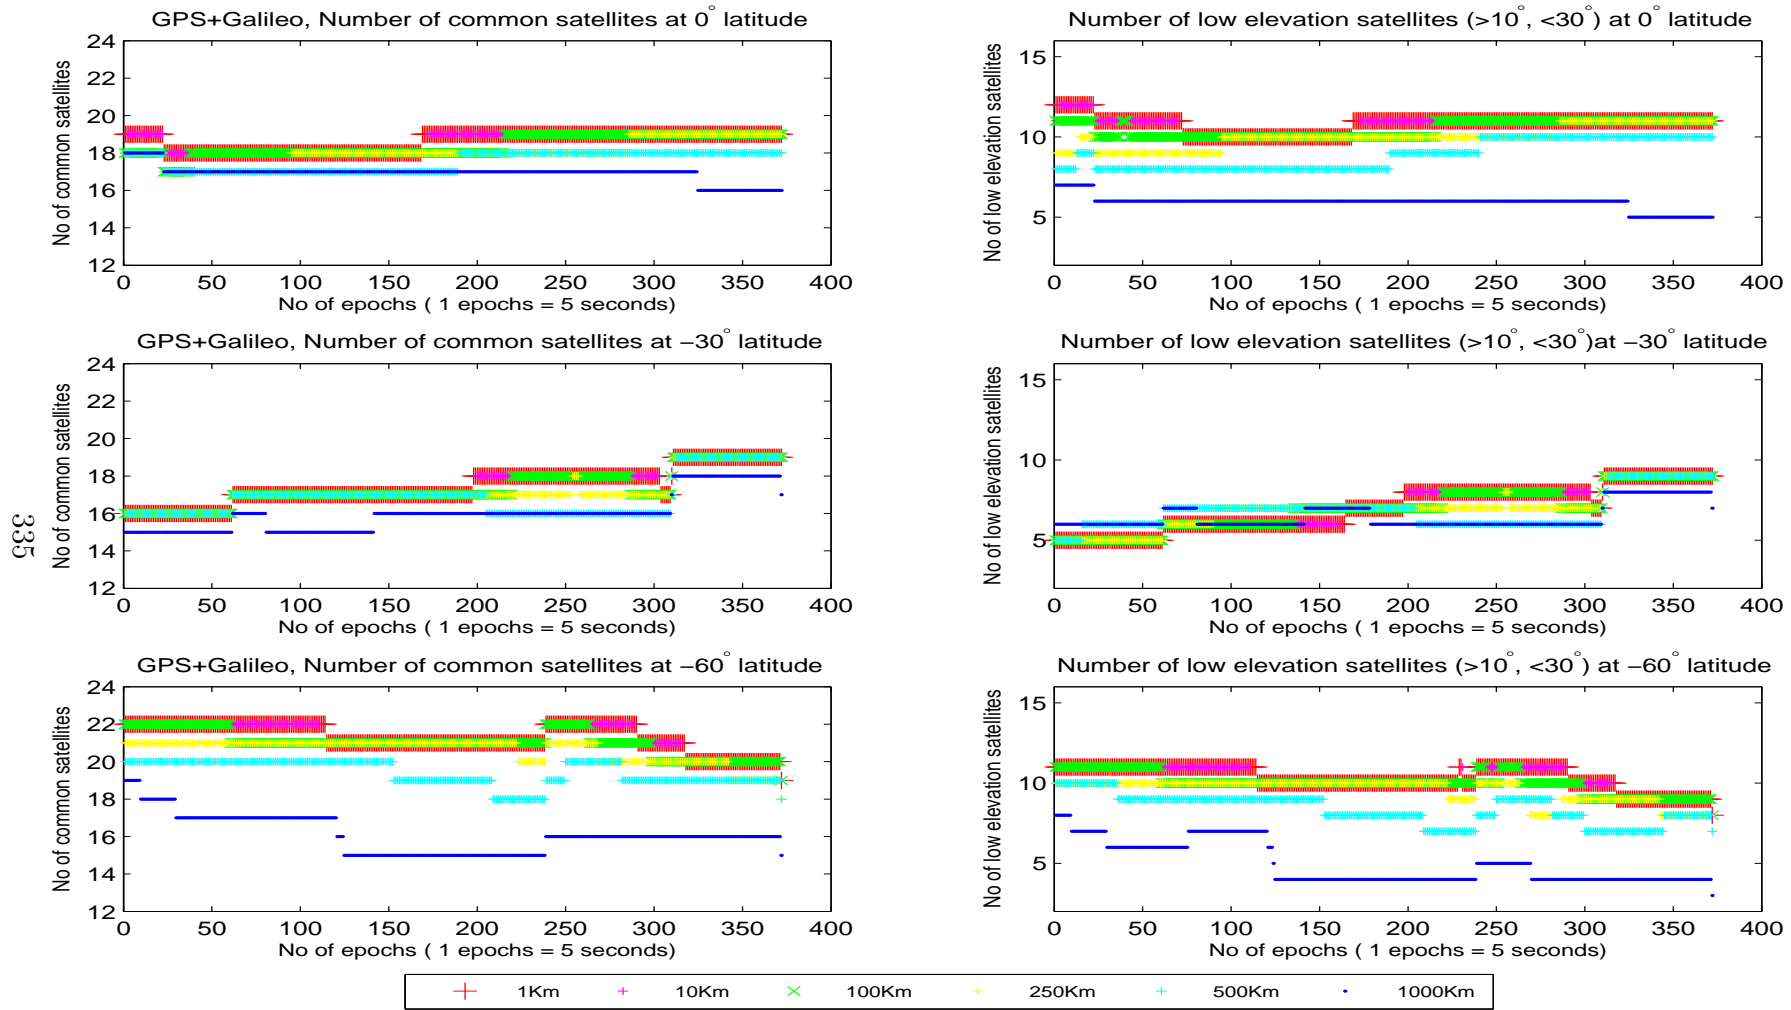 GPS+Galileo, Number of common satellites at 0° latitude
No of common satellites
24
22
20
18
16
14
12
0 50 100 150 200 250 300 350 400
No of epochs ( 1 epochs = 5 seconds)
Number of low elevation satellites (>10°, <30°) at 0° latitude
No of low elevation satellites
15
10
5
0 50 100 150 200 250 300 350 400
No of epochs ( 1 epochs = 5 seconds)
GPS+Galileo, Number of common satellites at −30° latitude
No of common satellites
24
22
20
18
16
14
12
0 50 100 150 200 250 300 350 400
No of epochs ( 1 epochs = 5 seconds)
Number of low elevation satellites (>10°, <30°)at −30° latitude
No of low elevation satellites
15
10
5
0 50 100 150 200 250 300 350 400
No of epochs ( 1 epochs = 5 seconds)
335
GPS+Galileo, Number of common satellites at −60° latitude
No of common satellites
24
22
20
18
16
14
12
0 50 100 150 200 250 300 350 400
No of epochs ( 1 epochs = 5 seconds)
Number of low elevation satellites (>10°, <30°) at −60° latitude
No of low elevation satellites
15
10
5
0 50 100 150 200 250 300 350 400
No of epochs ( 1 epochs = 5 seconds)
1Km 10Km 100Km 250Km 500Km 1000Km